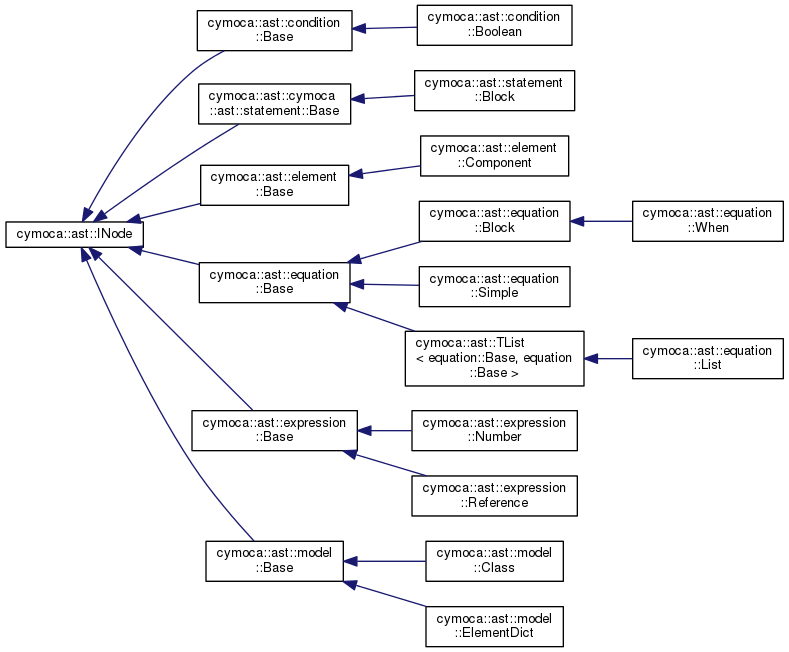 cymoca::ast::condition
::Base
cymoca::ast::condition
::Boolean
cymoca::ast::cymoca
::ast::statement::Base
cymoca::ast::statement
::Block
cymoca::ast::element
::Base
cymoca::ast::element
::Component
cymoca::ast::INode
cymoca::ast::equation
::Base
cymoca::ast::equation
::Block
cymoca::ast::equation
::When
cymoca::ast::equation
::Simple
cymoca::ast::TList
< equation::Base, equation
::Base >
cymoca::ast::equation
::List
cymoca::ast::expression
::Base
cymoca::ast::expression
::Number
cymoca::ast::expression
::Reference
cymoca::ast::model
::Base
cymoca::ast::model
::Class
cymoca::ast::model
::ElementDict